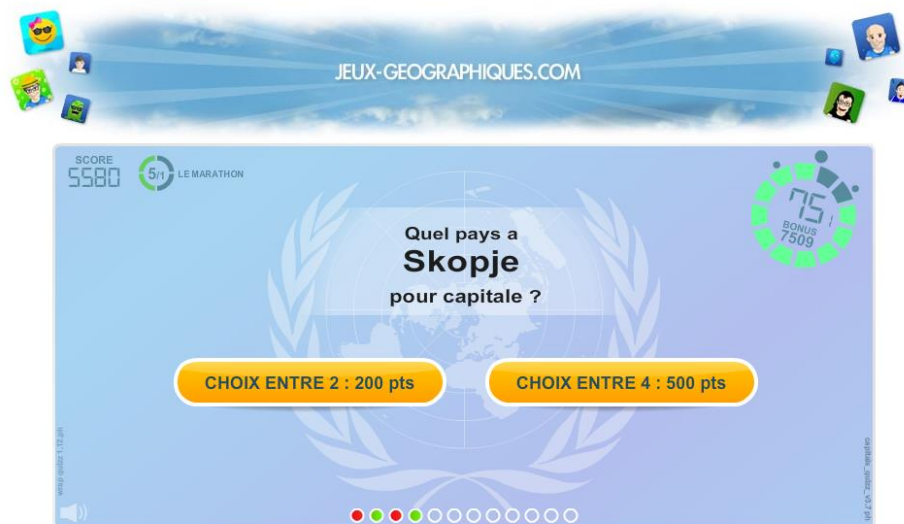 JEUX-GEOGRAPHIQUES.COM
SCORE
5580
5/1 LE MARATHON
75
BONUS
7509
Quel pays a
Skopje
pour capitale ?
CHOIX ENTRE 2 : 200 pts
CHOIX ENTRE 4 : 500 pts